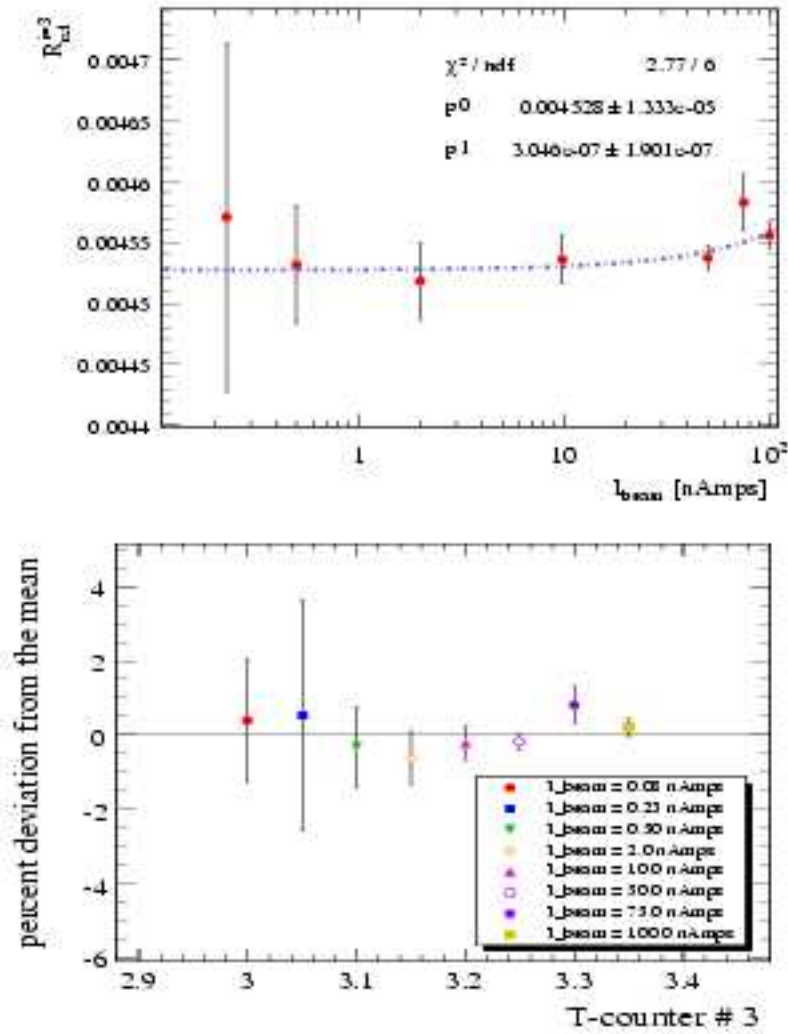 R j=3 rel
0.0047
0.00465
0.0046
0.00455
0.0045
0.00445
0.0044
χ² / ndf 2.77 / 6
p0 0.004528 ± 1.333e-05
p1 3.046e-07 ± 1.901e-07
1 10 10²
I beam [nAmps]
percent deviation from the mean
4
2
0
-2
-4
-6
I_beam = 0.08 nAmps
I_beam = 0.23 nAmps
I_beam = 0.50 nAmps
I_beam = 2.0 nAmps
I_beam = 10.0 nAmps
I_beam = 50.0 nAmps
I_beam = 75.0 nAmps
I_beam = 100.0 nAmps
2.9 3 3.1 3.2 3.3 3.4
T-counter # 3